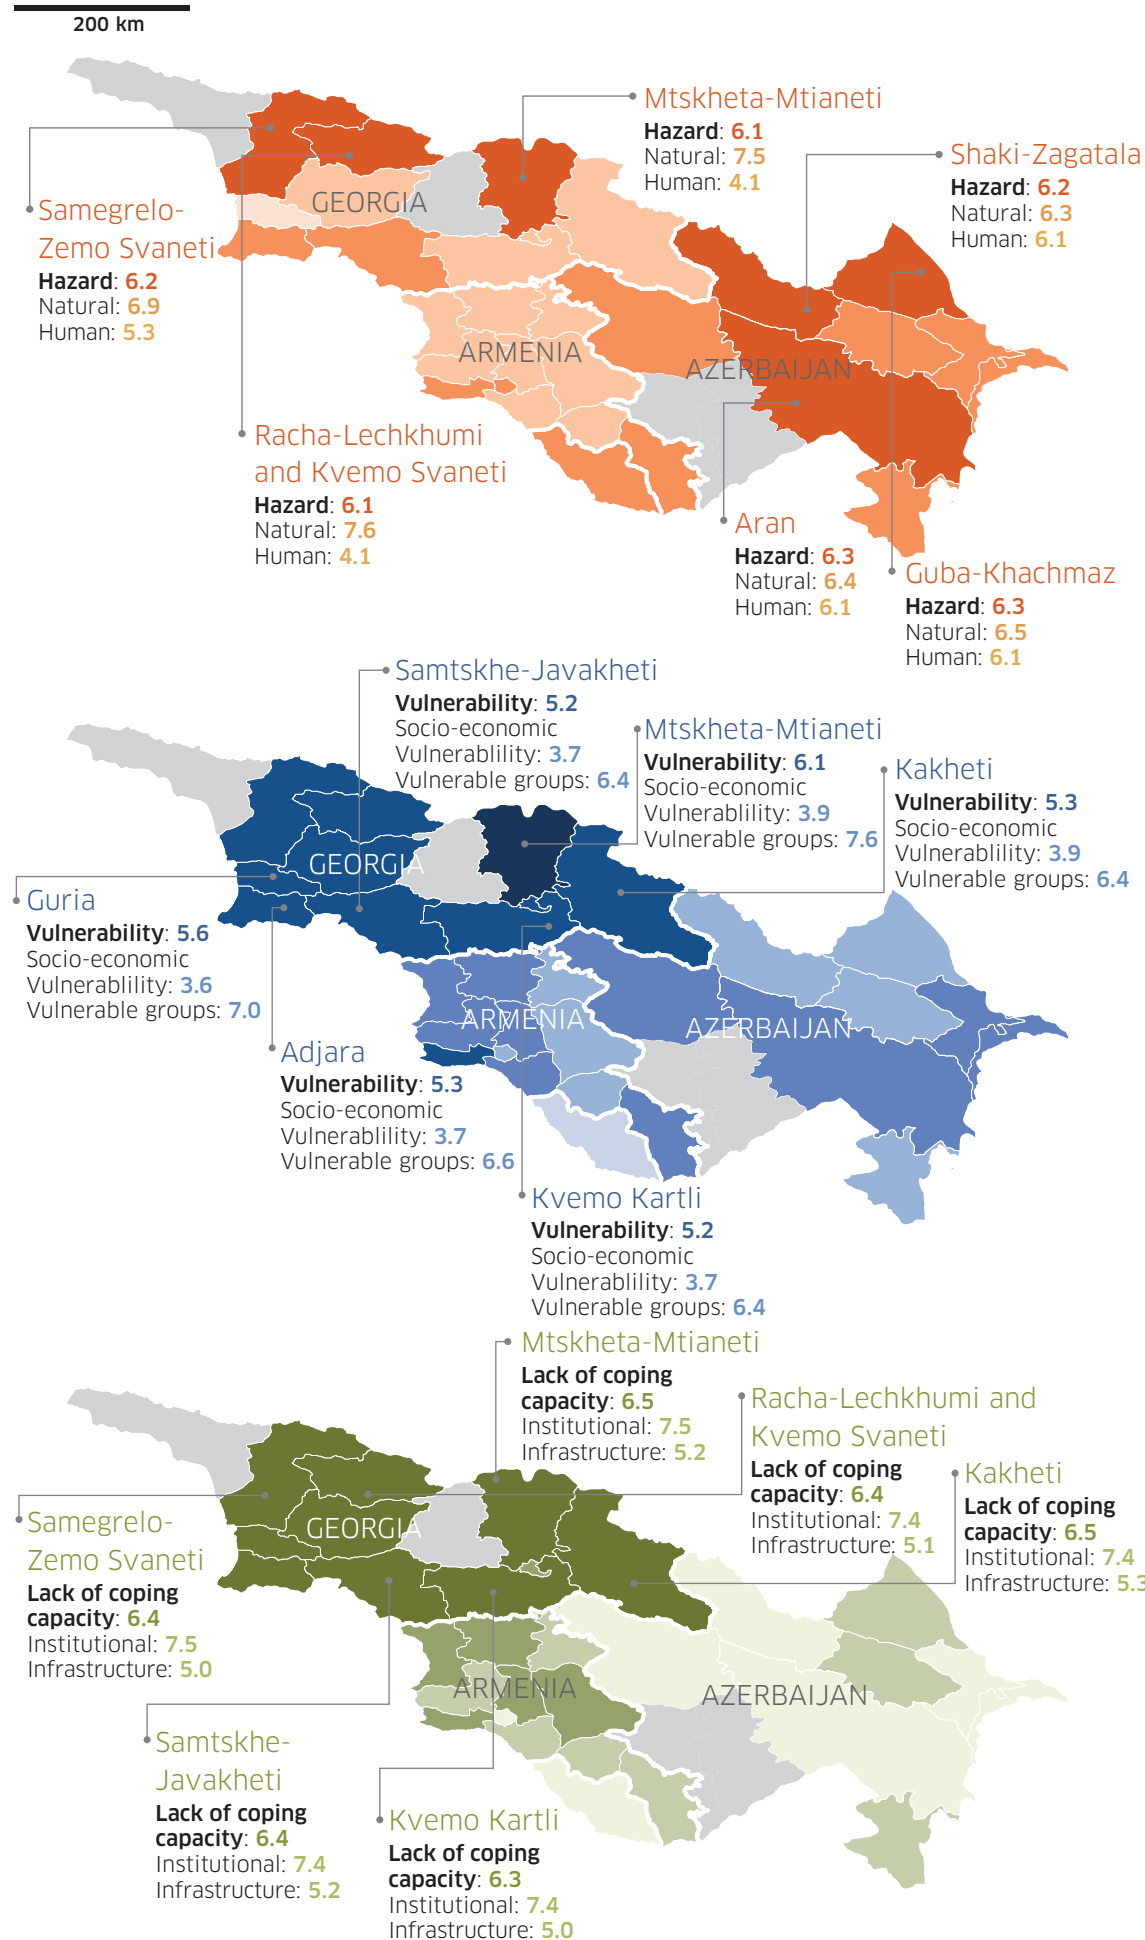 200 km
Mtskheta-Mtianeti
Hazard: 6.1
Natural: 7.5
Human: 4.1
Shaki-Zagatala
Hazard: 6.2
Natural: 6.3
Human: 6.1
GEORGIA
Samegrelo-
Zemo Svaneti
Hazard: 6.2
Natural: 6.9
Human: 5.3
ARMENIA
AZERBAIJAN
Racha-Lechkhumi
and Kvemo Svaneti
Hazard: 6.1
Natural: 7.6
Human: 4.1
Aran
Hazard: 6.3
Natural: 6.4
Human: 6.1
Guba-Khachmaz
Hazard: 6.3
Natural: 6.5
Human: 6.1
Samtskhe-Javakheti
Vulnerability: 5.2
Socio-economic
Vulnerablility: 3.7
Vulnerable groups: 6.4
Mtskheta-Mtianeti
Vulnerability: 6.1
Socio-economic
Vulnerablility: 3.9
Vulnerable groups: 7.6
Kakheti
Vulnerability: 5.3
Socio-economic
Vulnerablility: 3.9
Vulnerable groups: 6.4
GEORGIA
Guria
Vulnerability: 5.6
Socio-economic
Vulnerablility: 3.6
Vulnerable groups: 7.0
ARMENIA
AZERBAIJAN
Adjara
Vulnerability: 5.3
Socio-economic
Vulnerablility: 3.7
Vulnerable groups: 6.6
Kvemo Kartli
Vulnerability: 5.2
Socio-economic
Vulnerablility: 3.7
Vulnerable groups: 6.4
Mtskheta-Mtianeti
Lack of coping
capacity: 6.5
Institutional: 7.5
Infrastructure: 5.2
Racha-Lechkhumi and
Kvemo Svaneti
Lack of coping
capacity: 6.4
Institutional: 7.4
Infrastructure: 5.1
Kakheti
Lack of coping
capacity: 6.5
Institutional: 7.4
Infrastructure: 5.3
GEORGIA
Samegrelo-
Zemo Svaneti
Lack of coping
capacity: 6.4
Institutional: 7.5
Infrastructure: 5.0
ARMENIA
AZERBAIJAN
Samtskhe-
Javakheti
Lack of coping
capacity: 6.4
Institutional: 7.4
Infrastructure: 5.2
Kvemo Kartli
Lack of coping
capacity: 6.3
Institutional: 7.4
Infrastructure: 5.0